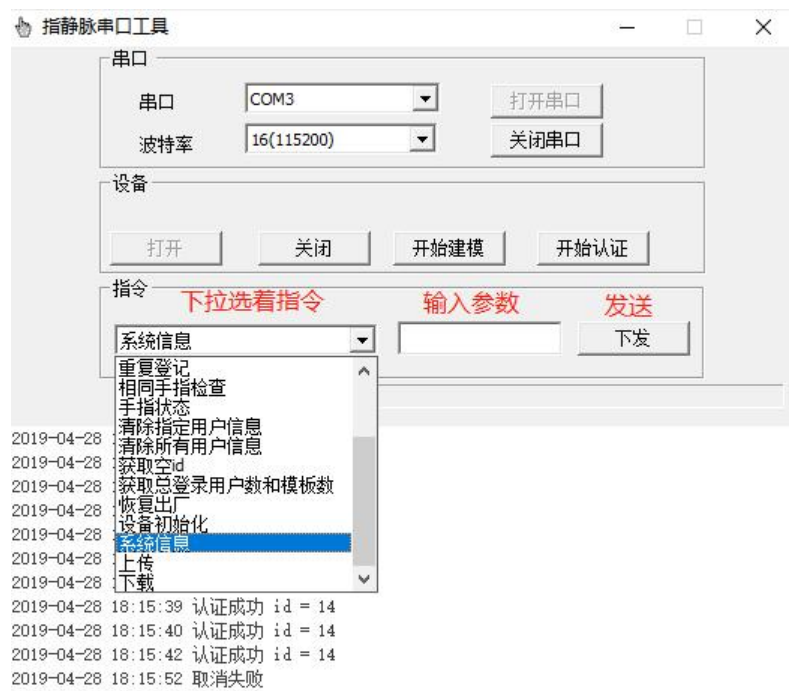 指静脉串口工具
串口
串口 COM3 打开串口
波特率 16(115200) 关闭串口
设备
打开 关闭 开始建模 开始认证
指令
下拉选着指令 输入参数 发送
系统信息 下发
重复登记
相同手指检查
手指状态
清除指定用户信息
清除所有用户信息
获取空id
获取总登录用户数和模板数
恢复出厂
设备初始化
系统信息
上传
下载
2019-04-28
2019-04-28
2019-04-28
2019-04-28
2019-04-28
2019-04-28
2019-04-28
2019-04-28 18:15:39 认证成功 id = 14
2019-04-28 18:15:40 认证成功 id = 14
2019-04-28 18:15:42 认证成功 id = 14
2019-04-28 18:15:52 取消失败